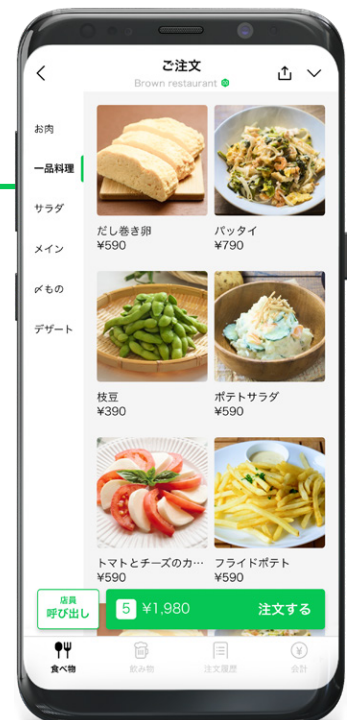 ご注文
Brown restaurant
お肉
一品料理
サラダ
メイン
〆もの
デザート
だし巻き卵
¥590
パッタイ
¥790
枝豆
¥390
ポテトサラダ
¥590
トマトとチーズのカ…
¥590
フライドポテト
¥590
店員
呼び出し
5 ¥1,980 注文する
食べ物
飲み物
注文履歴
会計